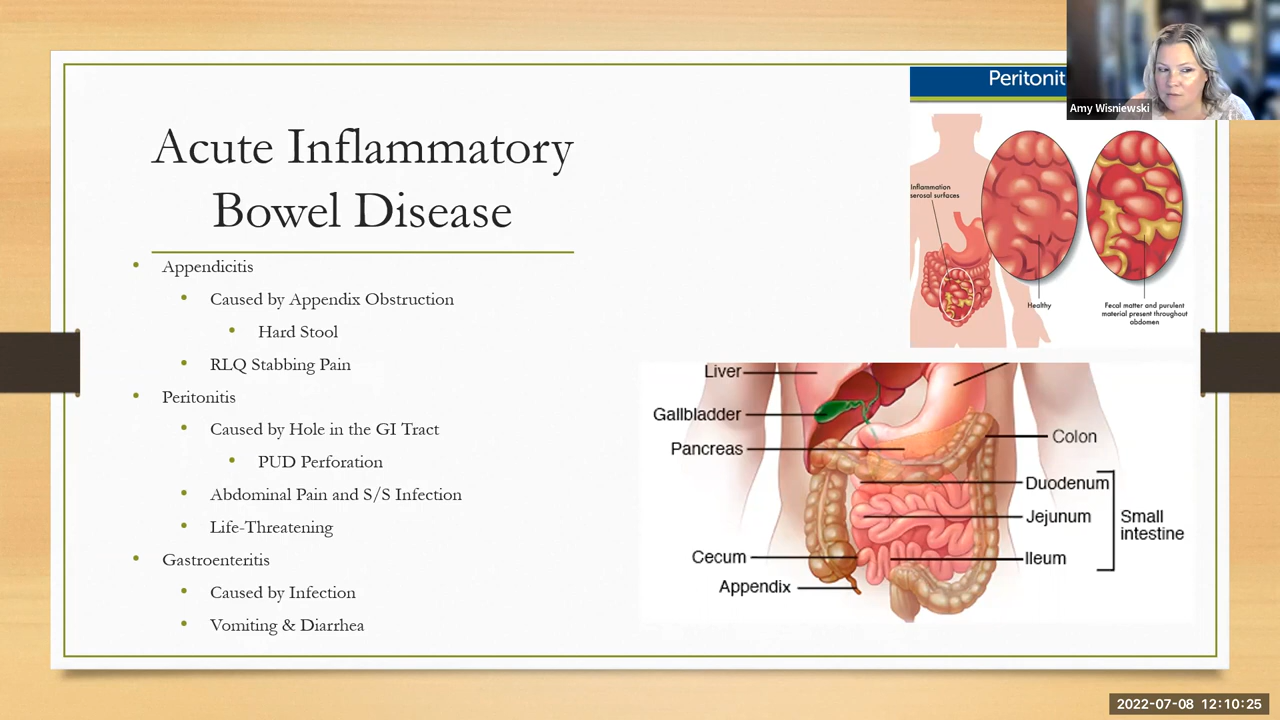 Acute Inflammatory
Bowel Disease
• Appendicitis
• Caused by Appendix Obstruction
• Hard Stool
• RLQ Stabbing Pain
• Peritonitis
• Caused by Hole in the GI Tract
• PUD Perforation
• Abdominal Pain and S/S Infection
• Life-Threatening
• Gastroenteritis
• Caused by Infection
• Vomiting & Diarrhea
Peritonit
Amy Wisniewski
Inflammation
serosal surfaces
Healthy
Fecal matter and purulent
material present throughout
abdomen
Liver
Gallbladder
Pancreas
Colon
Duodenum
Jejunum
Small
intestine
Ileum
Cecum
Appendix
2022-07-08 12:10:25